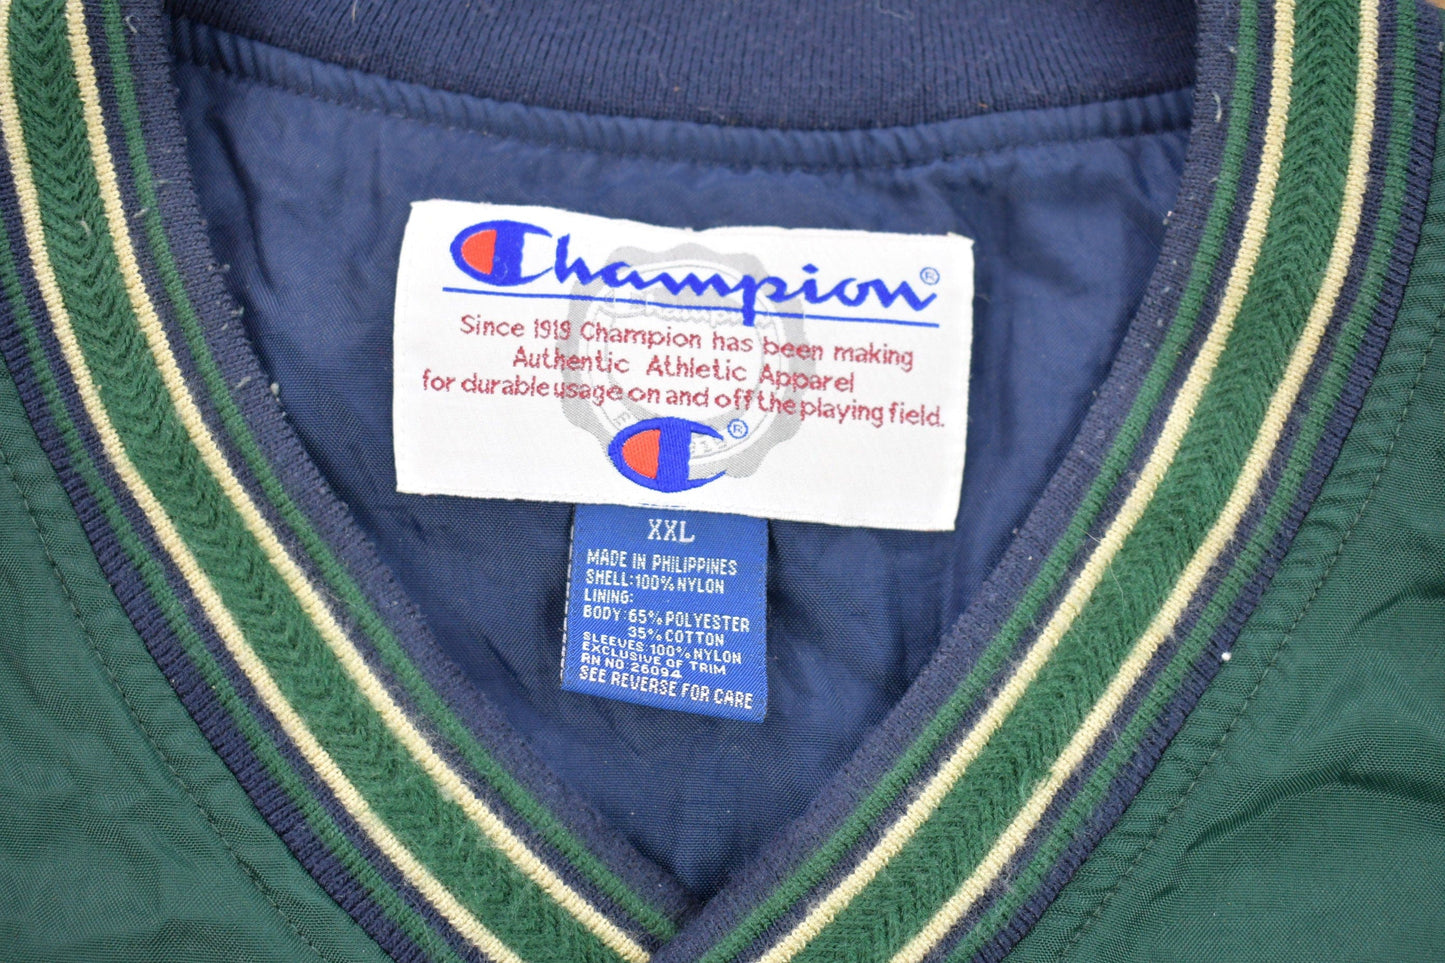 Champion®
Since 1919 Champion has been making
Authentic Athletic Apparel
for durable usage on and off the playing field.
®
XXL
MADE IN PHILIPPINES
SHELL:100% NYLON
LINING:
BODY:65% POLYESTER
35% COTTON
SLEEVES 100% NYLON
EXCLUSIVE OF TRIM
RN NO 26094
SEE REVERSE FOR CARE